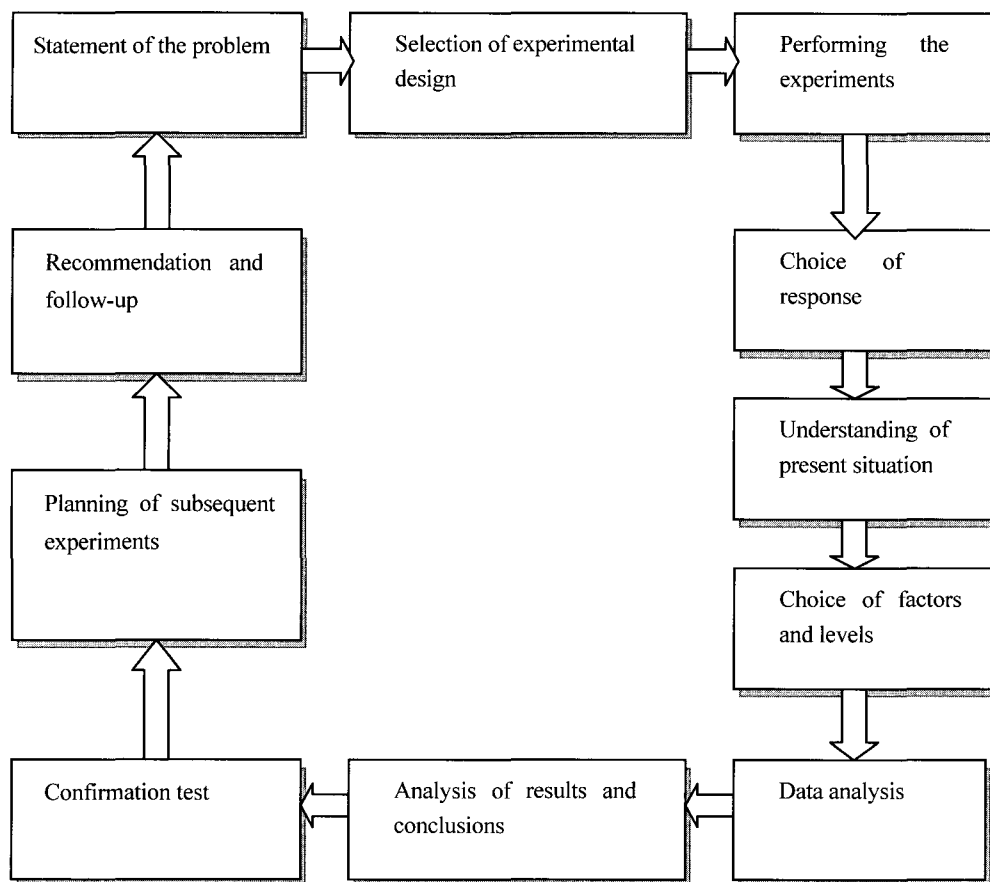 Statement of the problem
Selection of experimental
design
Performing the
experiments
Choice of
response
Understanding of
present situation
Choice of factors
and levels
Data analysis
Analysis of results and
conclusions
Confirmation test
Planning of subsequent
experiments
Recommendation and
follow-up